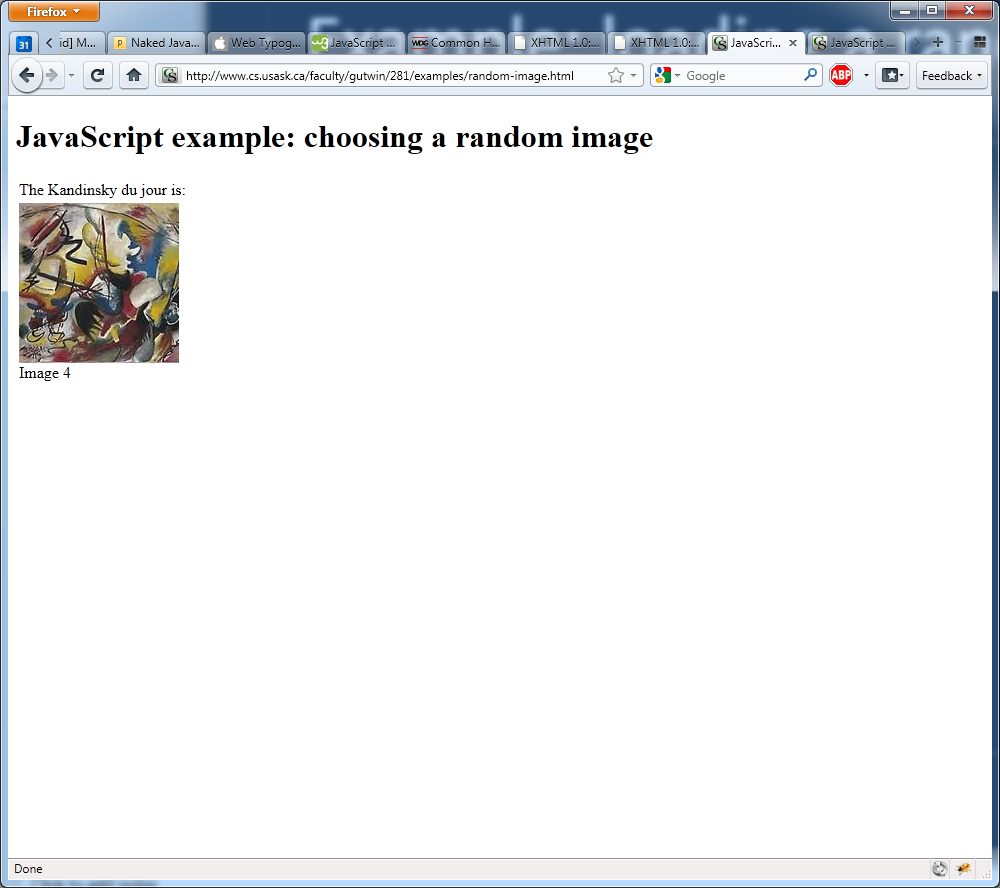 Firefox
31
id] M...
p Naked Java...
Web Typog...
w3 JavaScript ...
WDG Common H...
XHTML 1.0:...
XHTML 1.0:...
JavaScri...
JavaScript ...
http://www.cs.usask.ca/faculty/gutwin/281/examples/random-image.html
Google
ABP
Feedback
JavaScript example: choosing a random image
The Kandinsky du jour is:
Image 4
Done